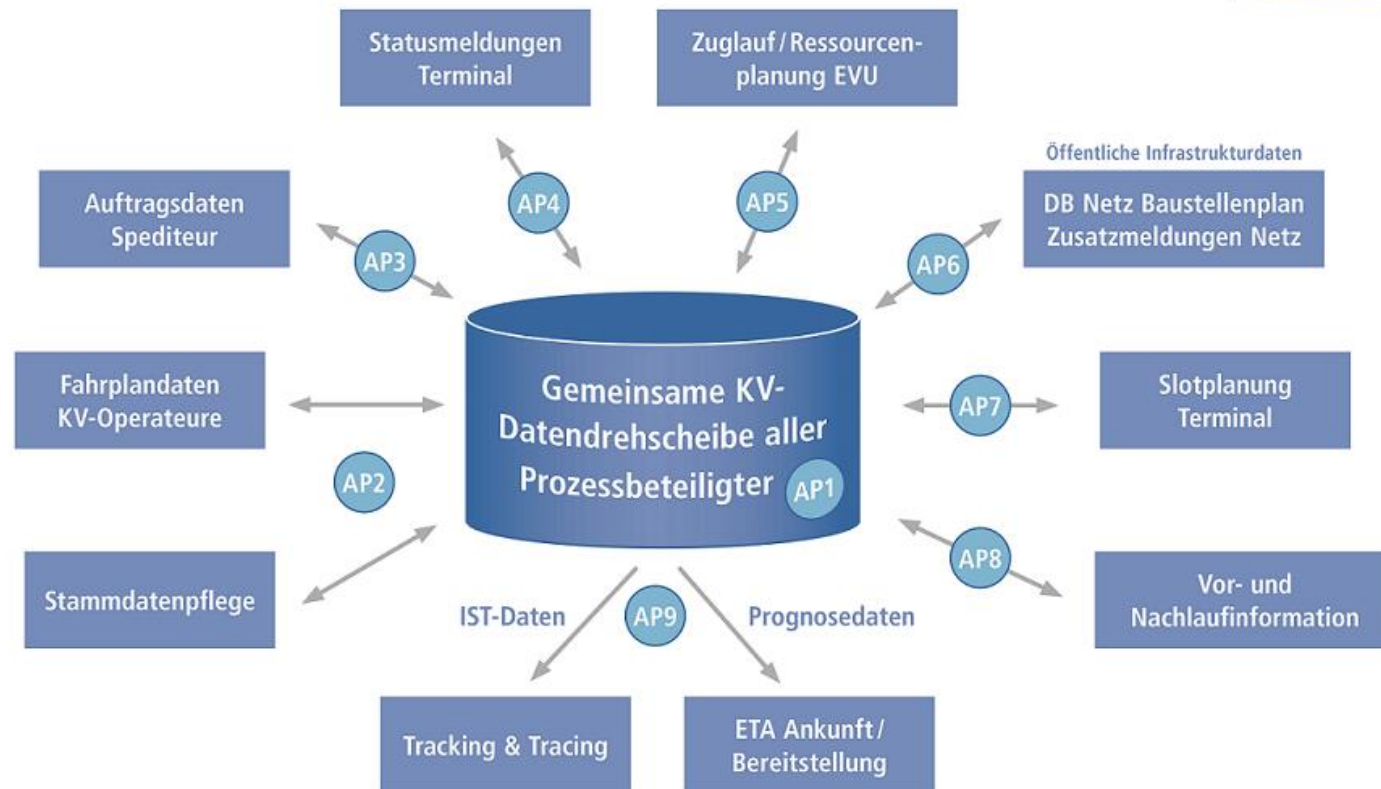 Statusmeldungen
Terminal
Zuglauf/Ressourcen-
planung EVU
Öffentliche Infrastrukturdaten
Auftragsdaten
Spediteur
AP3
AP4
AP5
AP6
DB Netz Baustellenplan
Zusatzmeldungen Netz
Fahrplandaten
KV-Operateure
Gemeinsame KV-
Datendrehscheibe aller
Prozessbeteiligter AP1
AP7
Slotplanung
Terminal
AP2
Stammdatenpflege
AP8
Vor- und
Nachlaufinformation
IST-Daten
AP9
Prognosedaten
Tracking & Tracing
ETA Ankunft/
Bereitstellung